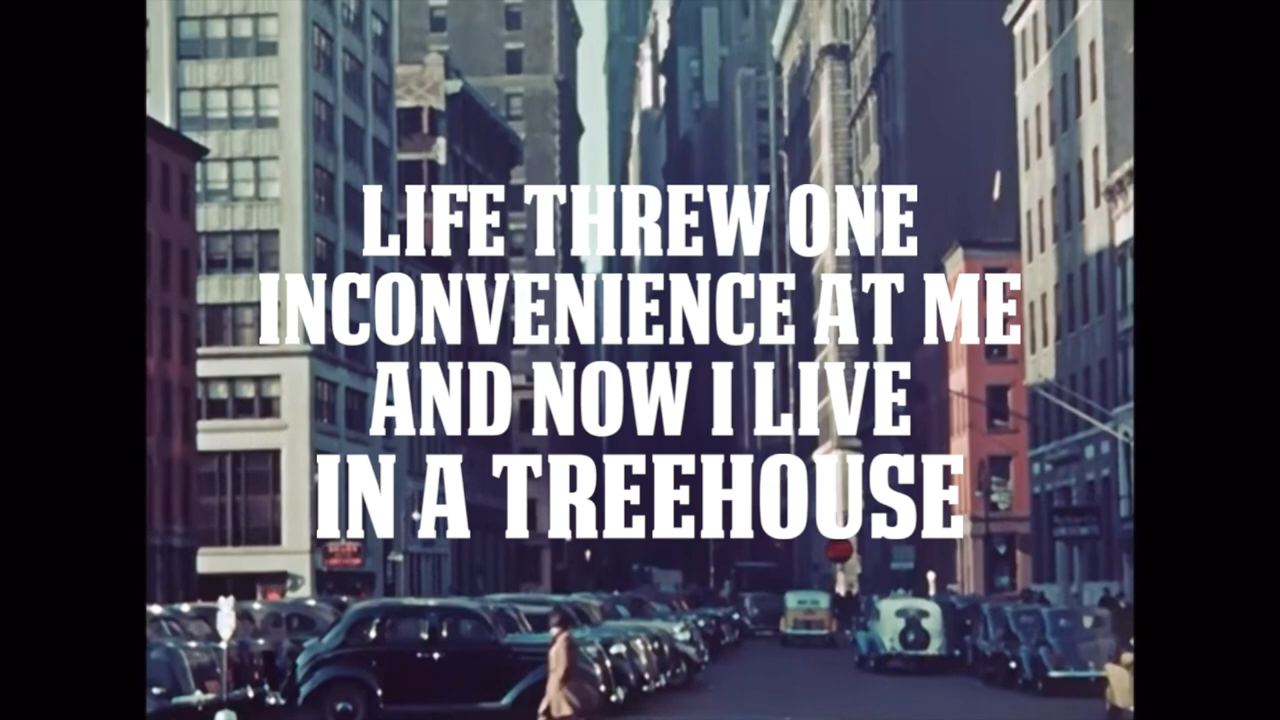 LIFE THREW ONE
INCONVENIENCE AT ME
AND NOW I LIVE
IN A TREEHOUSE